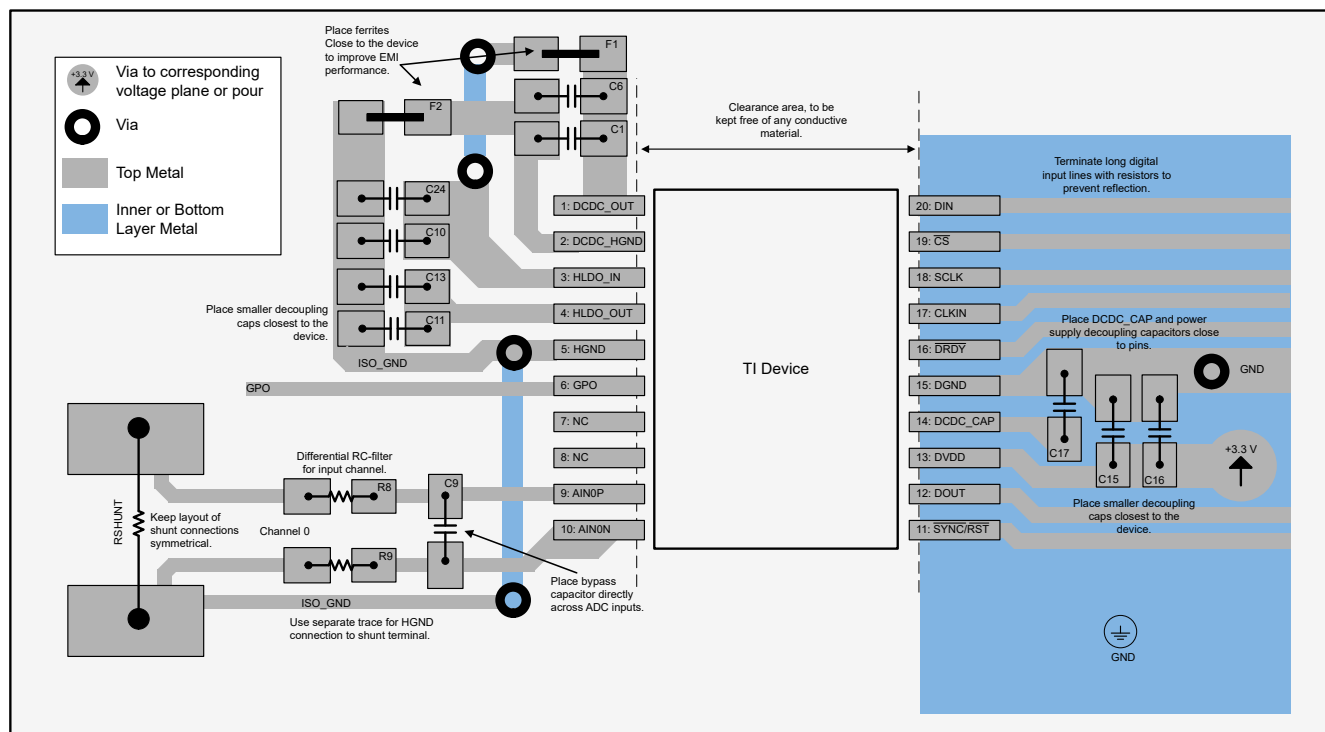 Place ferrites
Close to the device
to improve EMI
performance.
F1
+3.3 V
Via to corresponding
voltage plane or pour
Via
Top Metal
Inner or Bottom
Layer Metal
F2
C6
C1
Clearance area, to be
kept free of any conductive
material.
Terminate long digital
input lines with resistors to
prevent reflection.
C24
C10
C13
C11
Place smaller decoupling
caps closest to the
device.
ISO_GND
GPO
1: DCDC_OUT
2: DCDC_HGND
3: HLDO_IN
4: HLDO_OUT
5: HGND
6: GPO
7: NC
8: NC
9: AIN0P
10: AIN0N
TI Device
20: DIN
19: CS
18: SCLK
17: CLKIN
16: DRDY
15: DGND
14: DCDC_CAP
13: DVDD
12: DOUT
11: SYNC/RST
Place DCDC_CAP and power
supply decoupling capacitors close
to pins.
GND
C17
C15
C16
+3.3 V
Place smaller decoupling
caps closest to the
device.
GND
Differential RC-filter
for input channel.
R8
C9
RSHUNT
Keep layout of
shunt connections
symmetrical.
Channel 0
R9
Place bypass
capacitor directly
across ADC inputs.
ISO_GND
Use separate trace for HGND
connection to shunt terminal.